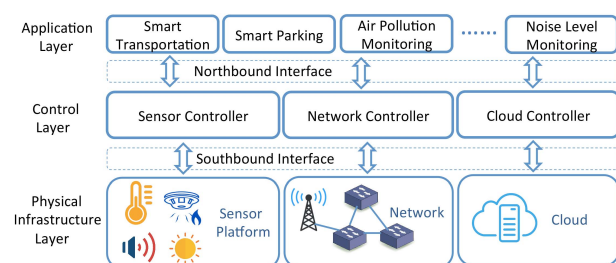 Application
Layer
Smart
Transportation
Smart Parking
Air Pollution
Monitoring
Noise Level
Monitoring
Northbound Interface
Control
Layer
Sensor Controller
Network Controller
Cloud Controller
Southbound Interface
Physical
Infrastructure
Layer
Sensor
Platform
Network
Cloud